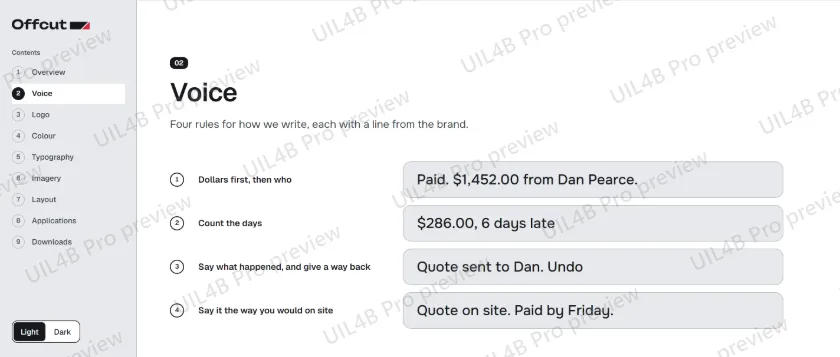 Offcut
Contents
1 Overview
2 Voice
3 Logo
4 Colour
5 Typography
6 Imagery
7 Layout
8 Applications
9 Downloads
Light Dark
02
Voice
Four rules for how we write, each with a line from the brand.
1 Dollars first, then who
Paid. $1,452.00 from Dan Pearce.
2 Count the days
$286.00, 6 days late
3 Say what happened, and give a way back
Quote sent to Dan. Undo
4 Say it the way you would on site
Quote on site. Paid by Friday.
UIL4B Pro preview